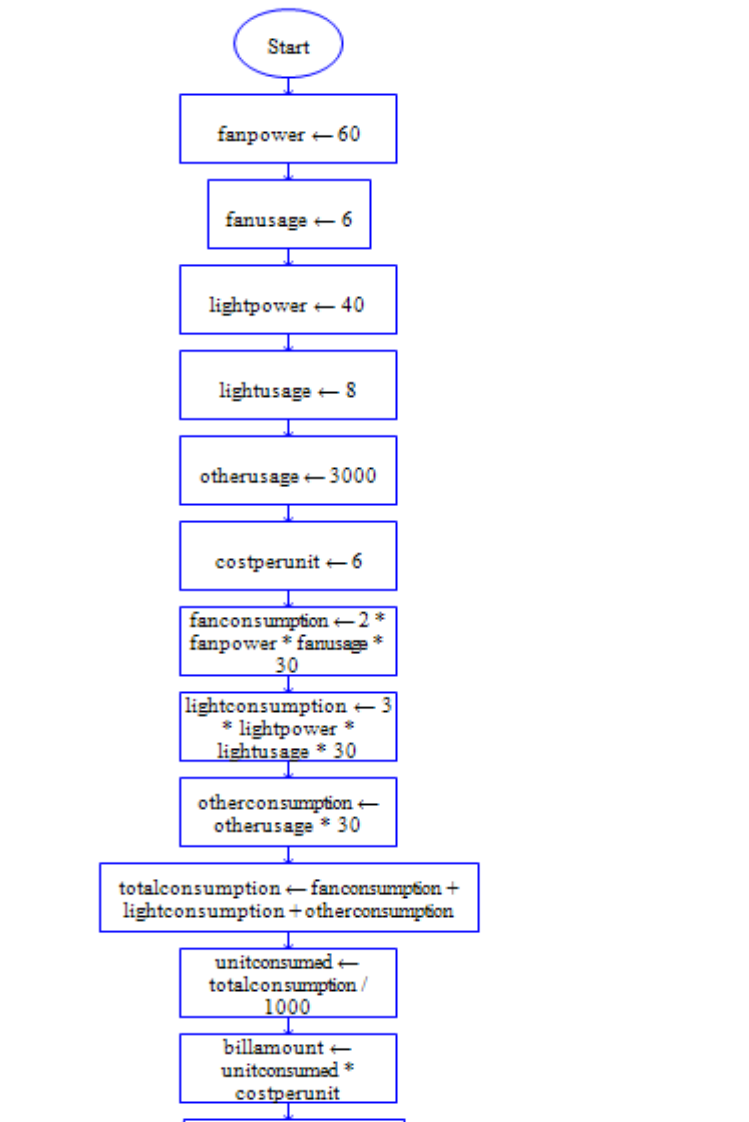 Start
fanpower ← 60
fanusage ← 6
lightpower ← 40
lightusage ← 8
otherusage ← 3000
costperunit ← 6
fanconsumption ← 2 *
fanpower * fanusage *
30
lightconsumption ← 3
* lightpower *
lightusage * 30
otherconsumption ←
otherusage * 30
totalconsumption ← fanconsumption +
lightconsumption + otherconsumption
unitconsumed ←
totalconsumption /
1000
billamount ←
unitconsumed *
costperunit